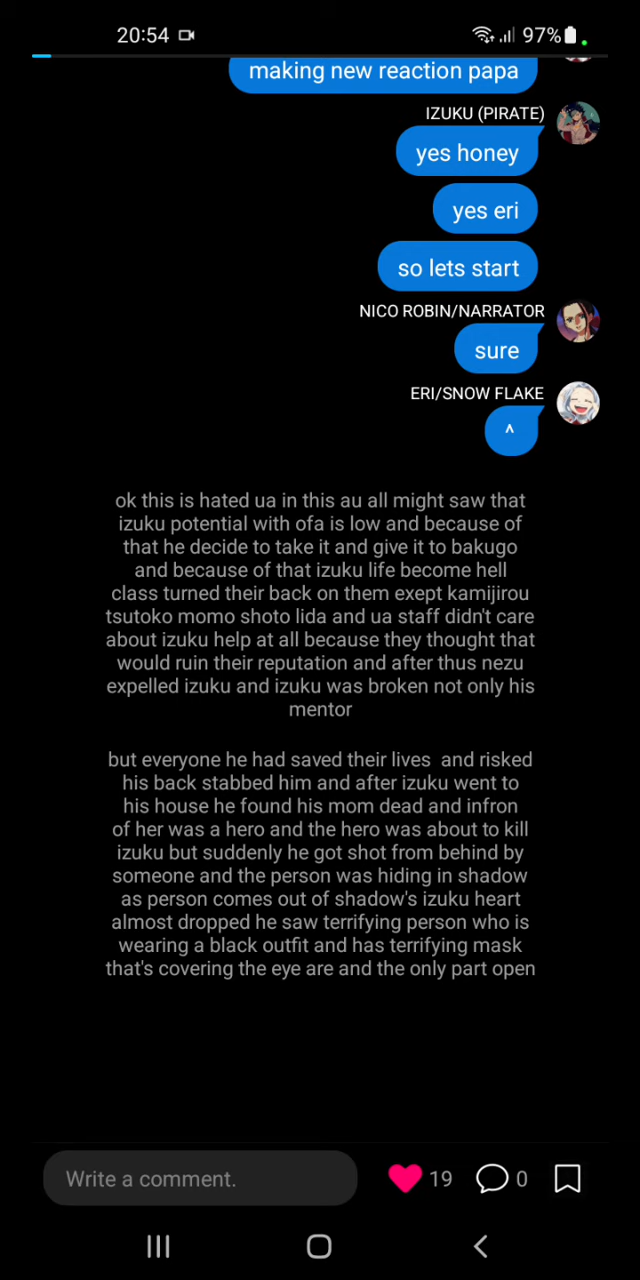 20:54
97%
making new reaction papa
IZUKU (PIRATE)
yes honey
yes eri
so lets start
NICO ROBIN/NARRATOR
sure
ERI/SNOW FLAKE
^
ok this is hated ua in this au all might saw that
izuku potential with ofa is low and because of
that he decide to take it and give it to bakugo
and because of that izuku life become hell
class turned their back on them exept kamijirou
tsutoko momo shoto lida and ua staff didn't care
about izuku help at all because they thought that
would ruin their reputation and after thus nezu
expelled izuku and izuku was broken not only his
mentor
but everyone he had saved their lives  and risked
his back stabbed him and after izuku went to
his house he found his mom dead and infron
of her was a hero and the hero was about to kill
izuku but suddenly he got shot from behind by
someone and the person was hiding in shadow
as person comes out of shadow's izuku heart
almost dropped he saw terrifying person who is
wearing a black outfit and has terrifying mask
that's covering the eye are and the only part open
Write a comment.
19
0